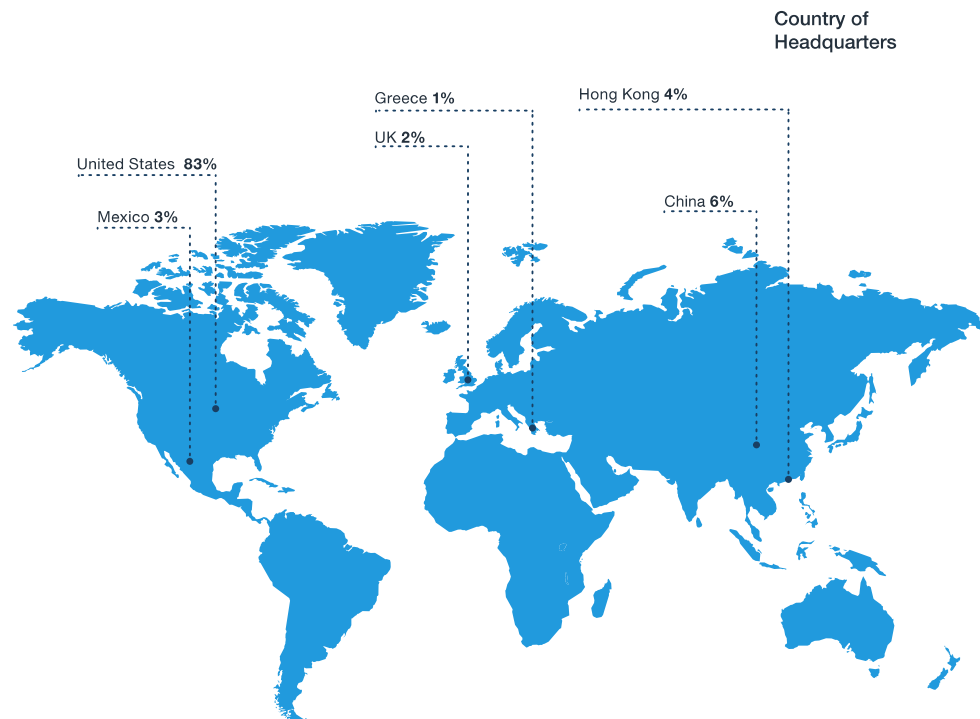 Country of
Headquarters
Greece 1%
Hong Kong 4%
UK 2%
United States 83%
China 6%
Mexico 3%